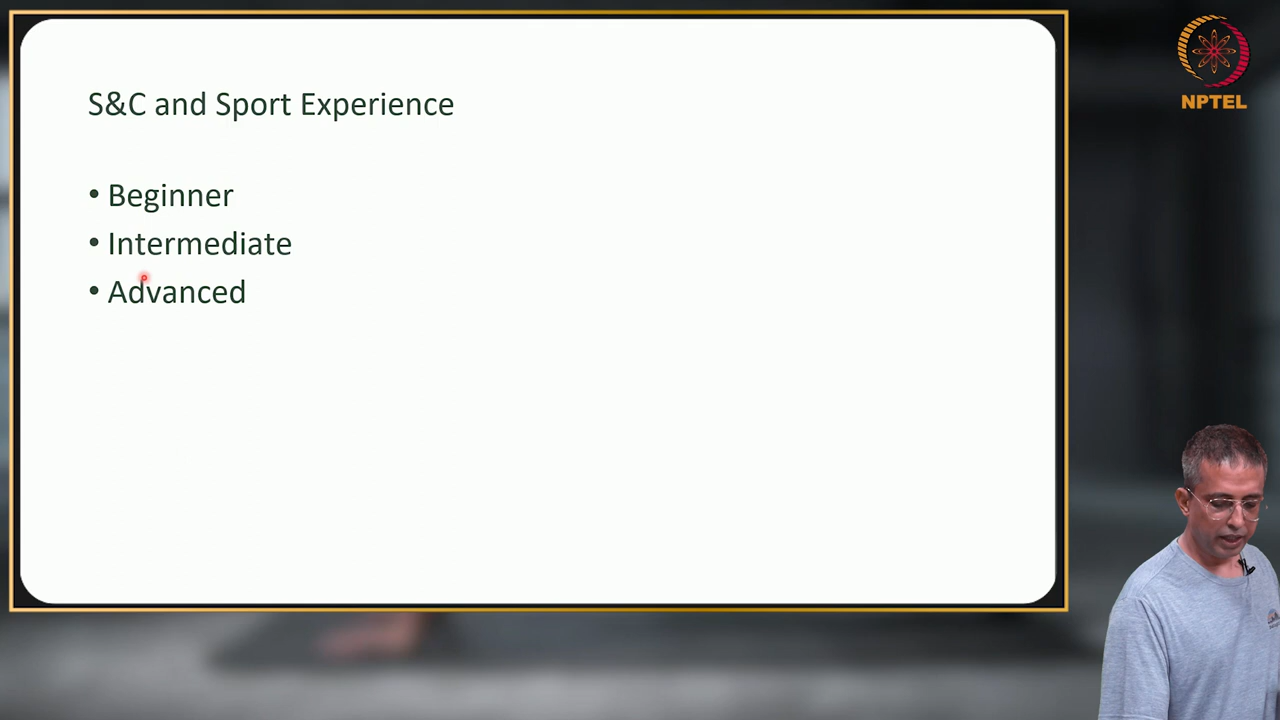 S&C and Sport Experience
• Beginner
• Intermediate
• Advanced
NPTEL